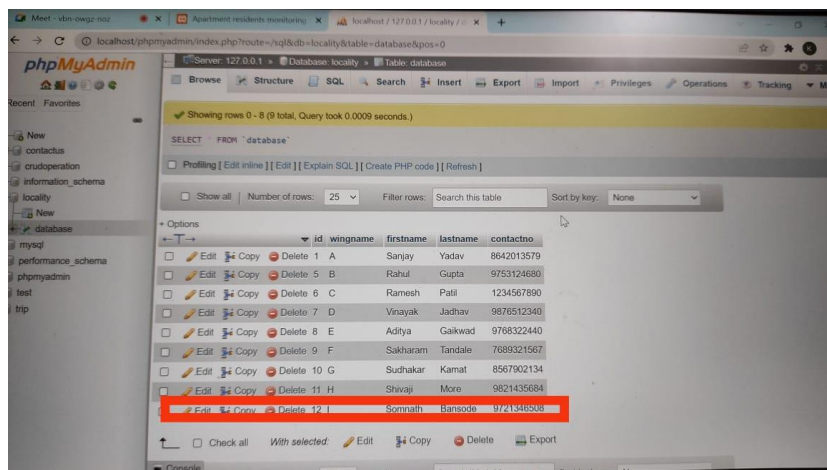 Meet - vbn-owgz-noz
Apartment residents monitoring
localhost / 127.0.0.1 / locality /
localhost/phpmyadmin/index.php?route=/sql&db=locality&table=database&pos=0
phpMyAdmin
Recent Favorites
New
contactus
crudoperation
information_schema
locality
New
database
mysql
performance_schema
phpmyadmin
test
trip
Server: 127.0.0.1 » Database: locality » Table: database
Browse Structure SQL Search Insert Export Import Privileges Operations Tracking
Showing rows 0 - 8 (9 total, Query took 0.0009 seconds.)
SELECT * FROM `database`
Profiling [ Edit inline ] [ Edit ] [ Explain SQL ] [ Create PHP code ] [ Refresh ]
Show all | Number of rows: 25 Filter rows: Search this table Sort by key: None
+ Options
←T→ id wingname firstname lastname contactno
Edit Copy Delete 1 A Sanjay Yadav 8642013579
Edit Copy Delete 5 B Rahul Gupta 9753124680
Edit Copy Delete 6 C Ramesh Patil 1234567890
Edit Copy Delete 7 D Vinayak Jadhav 9876512340
Edit Copy Delete 8 E Aditya Gaikwad 9768322440
Edit Copy Delete 9 F Sakharam Tandale 7689321567
Edit Copy Delete 10 G Sudhakar Kamat 8567902134
Edit Copy Delete 11 H Shivaji More 9821435684
Edit Copy Delete 12 I Somnath Bansode 9721346508
Check all With selected: Edit Copy Delete Export
Console